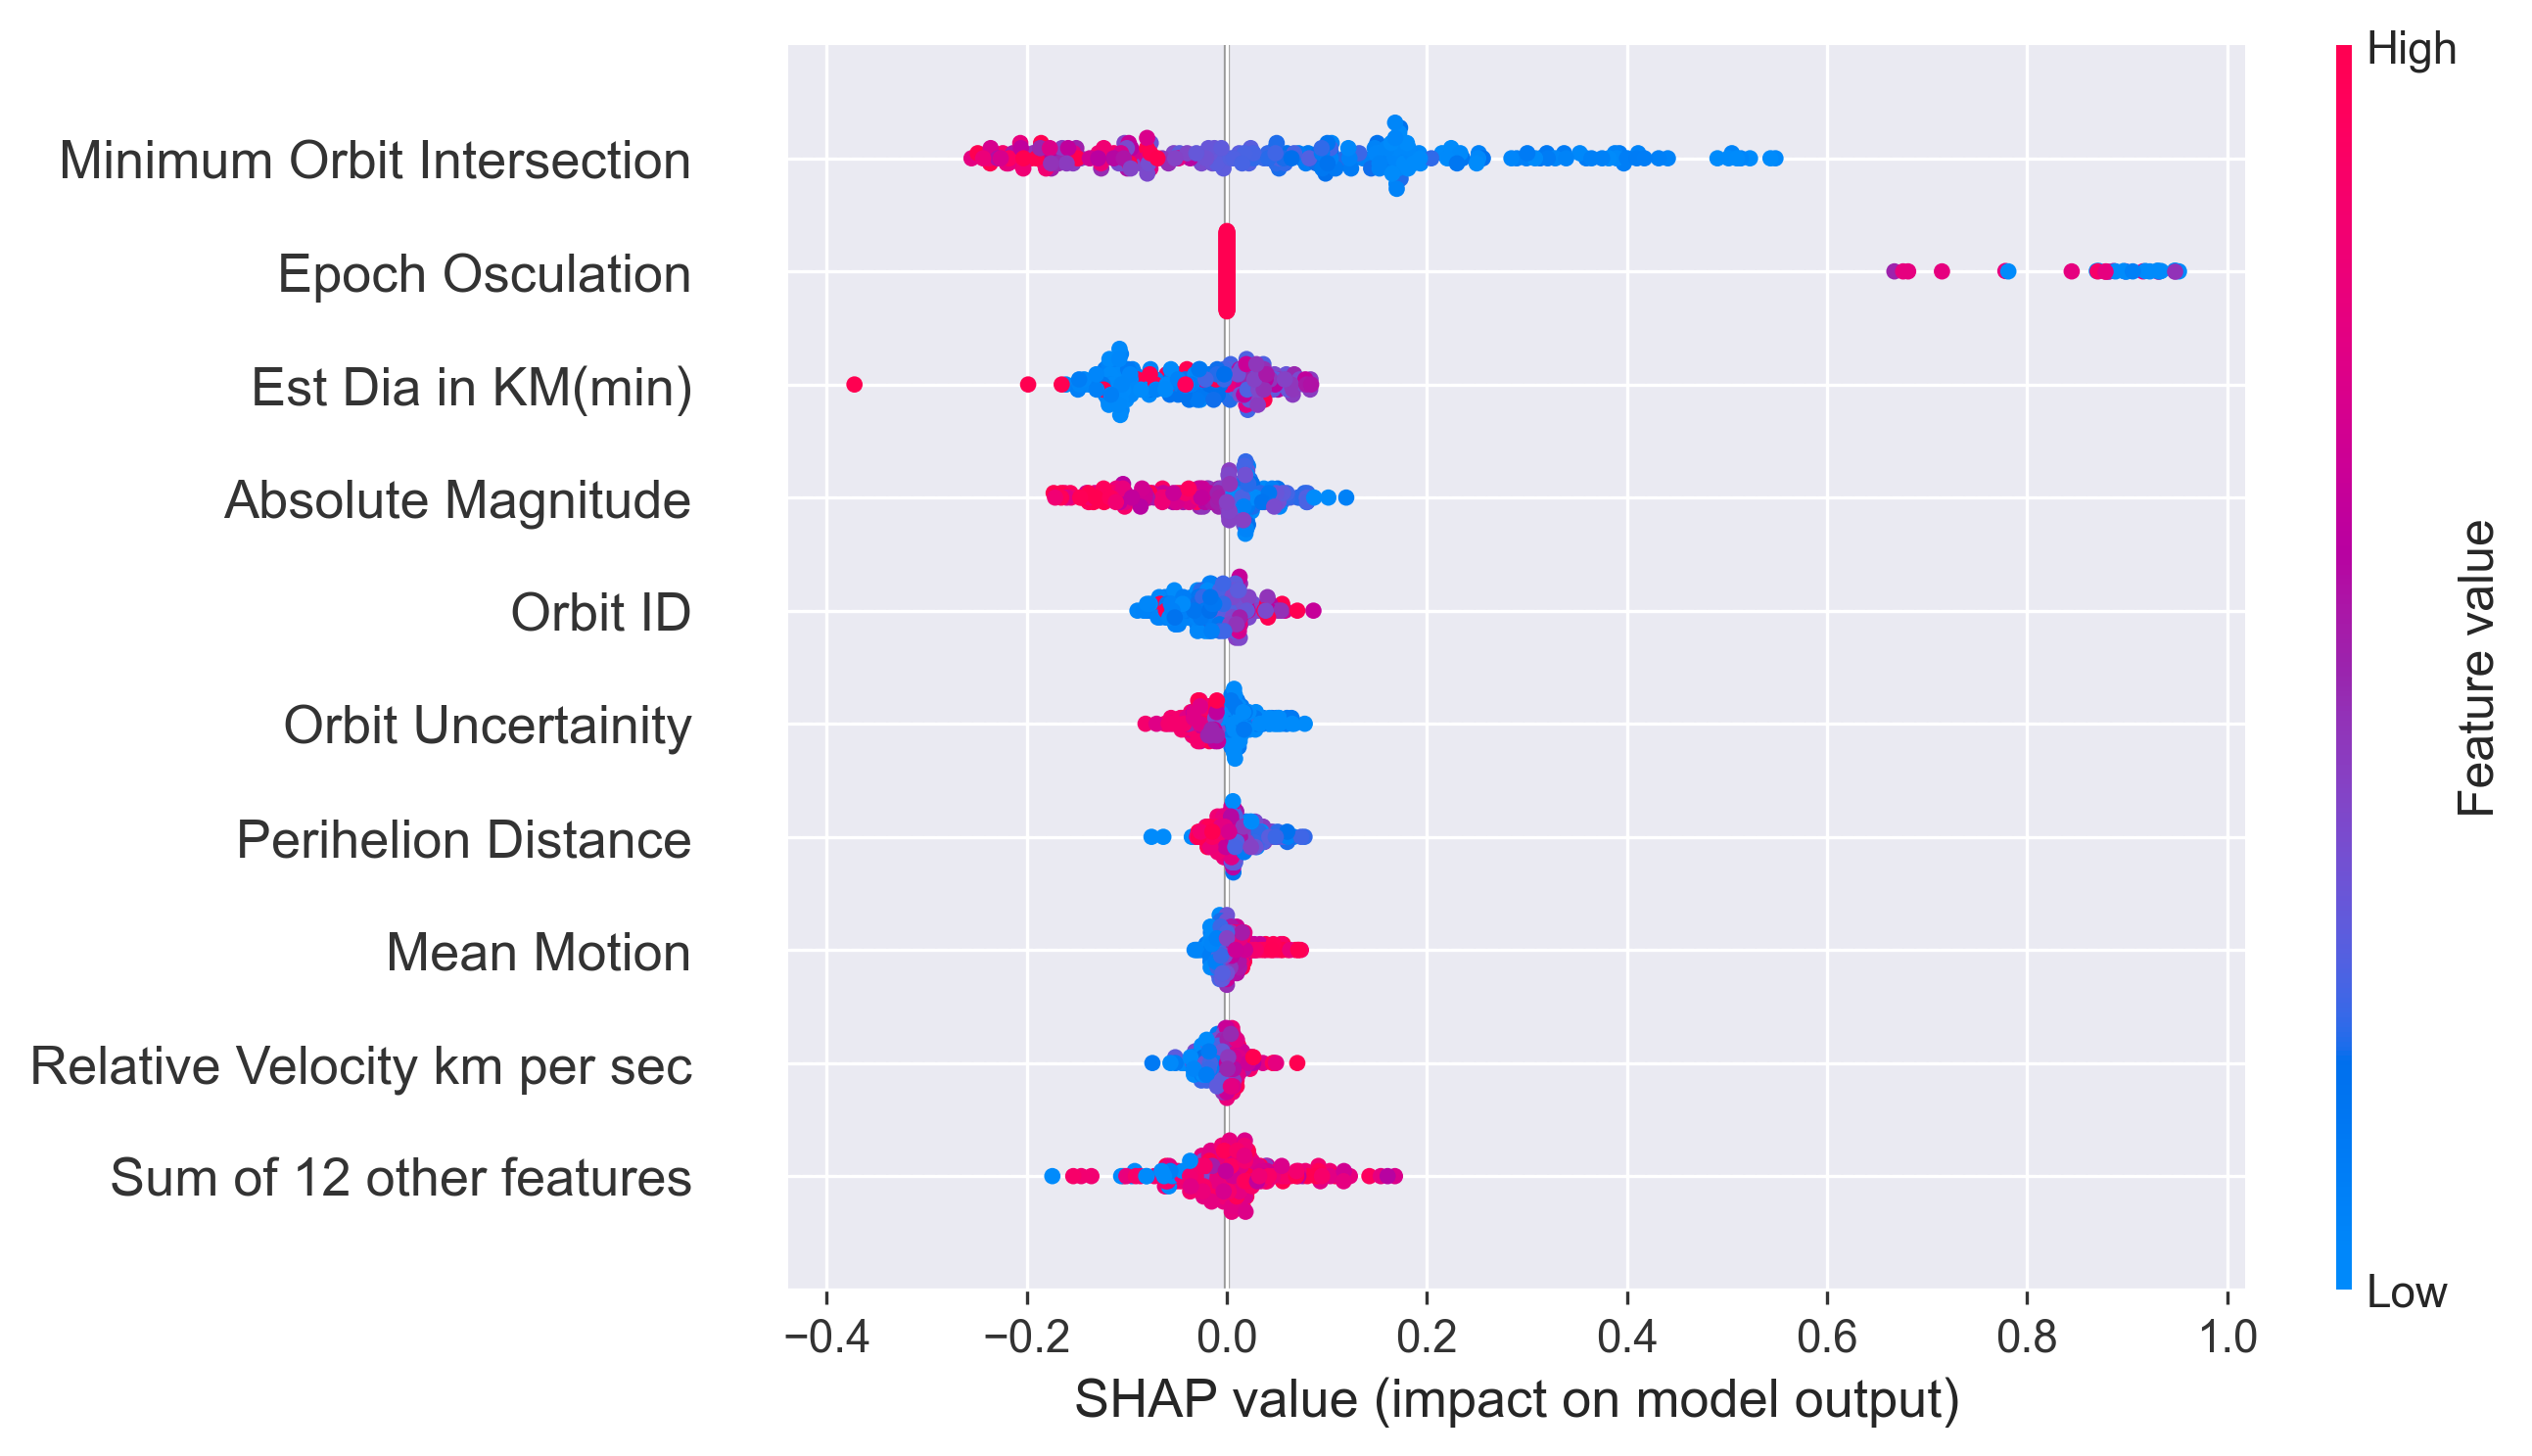 High
Minimum Orbit Intersection
Epoch Osculation
Est Dia in KM(min)
Absolute Magnitude
Orbit ID
Orbit Uncertainity
Perihelion Distance
Mean Motion
Relative Velocity km per sec
Sum of 12 other features
Feature value
Low
−0.4 −0.2 0.0 0.2 0.4 0.6 0.8 1.0
SHAP value (impact on model output)